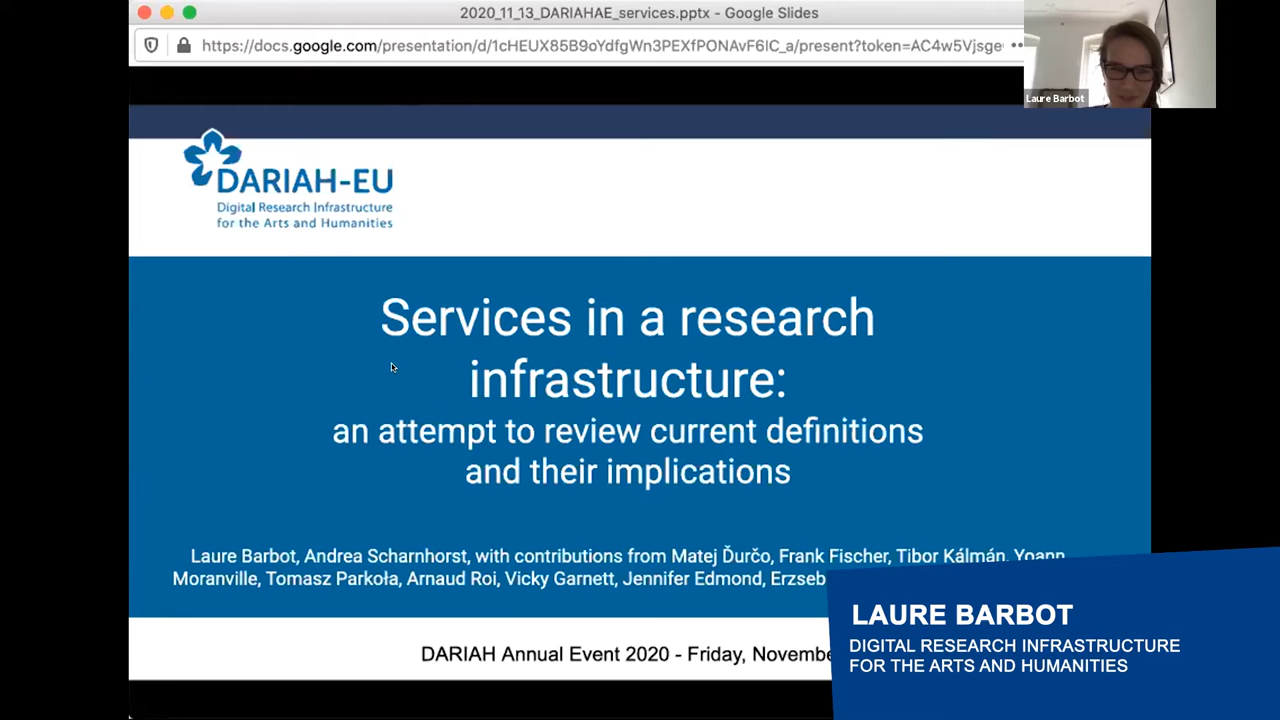 2020_11_13_DARIAHAE_services.pptx - Google Slides
https://docs.google.com/presentation/d/1cHEUX85B9oYdfgWn3PEXfPONAvF6IC_a/present?token=AC4w5Vjsge
Laure Barbot
DARIAH-EU
Digital Research Infrastructure
for the Arts and Humanities
Services in a research
infrastructure:
an attempt to review current definitions
and their implications
Laure Barbot, Andrea Scharnhorst, with contributions from Matej Ďurčo, Frank Fischer, Tibor Kálmán, Yoann
Moranville, Tomasz Parkoła, Arnaud Roi, Vicky Garnett, Jennifer Edmond, Erzseb
DARIAH Annual Event 2020 - Friday, Novembe
LAURE BARBOT
DIGITAL RESEARCH INFRASTRUCTURE
FOR THE ARTS AND HUMANITIES